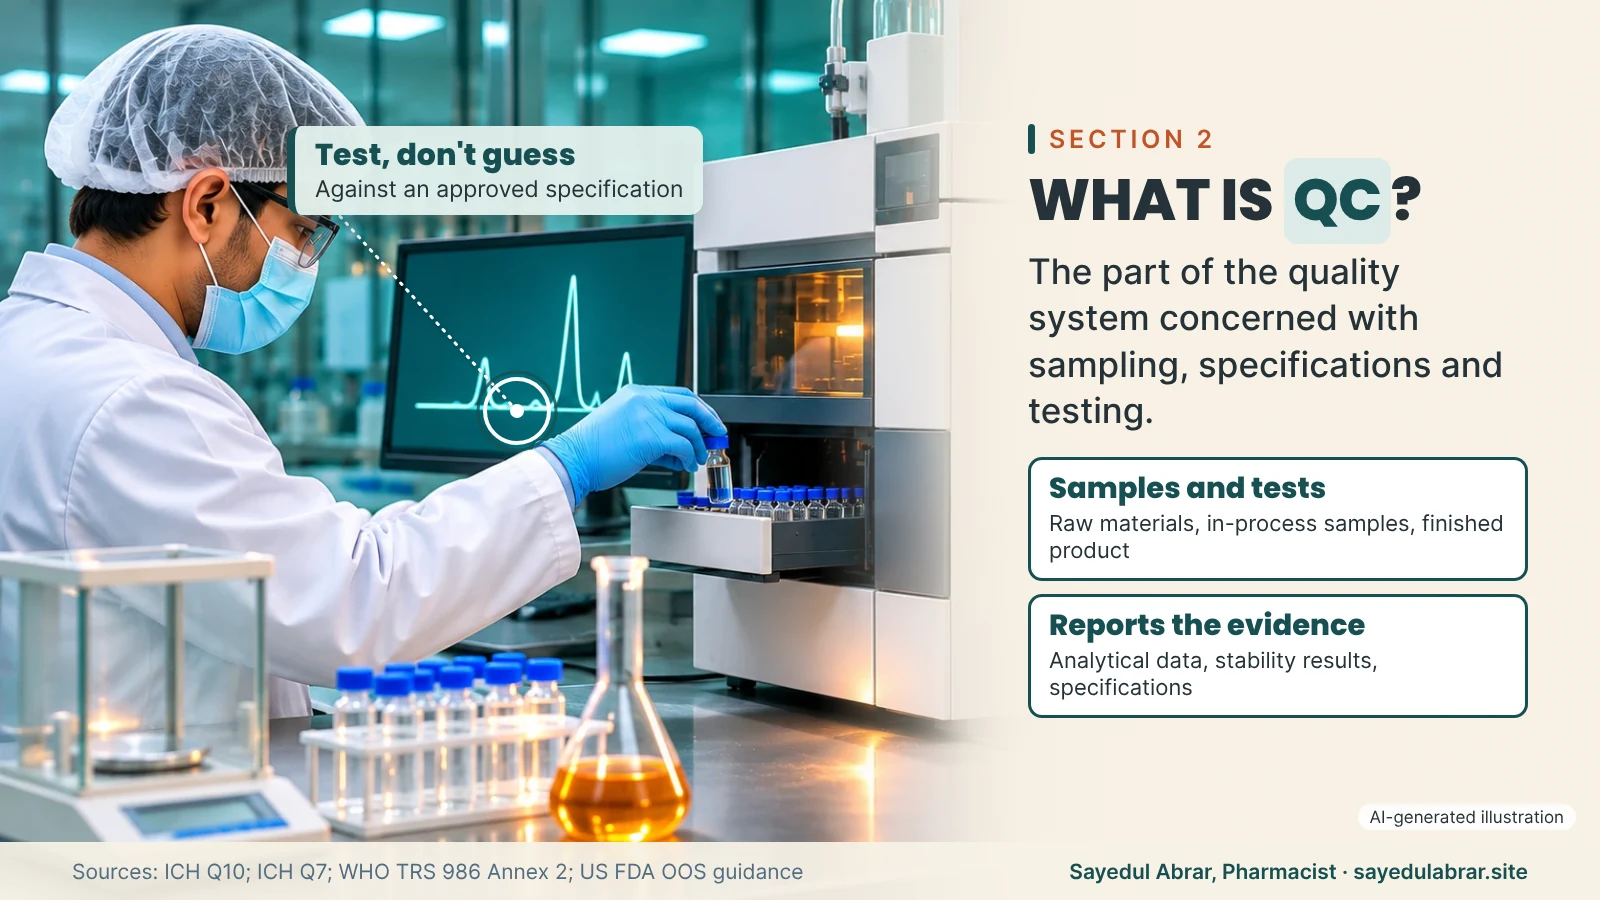 Test, don't guess
Against an approved specification
SECTION 2
WHAT IS QC?
The part of the quality
system concerned with
sampling, specifications and
testing.
Samples and tests
Raw materials, in-process samples, finished
product
Reports the evidence
Analytical data, stability results,
specifications
AI-generated illustration
Sources: ICH Q10; ICH Q7; WHO TRS 986 Annex 2; US FDA OOS guidance
Sayedul Abrar, Pharmacist · sayedulabrar.site